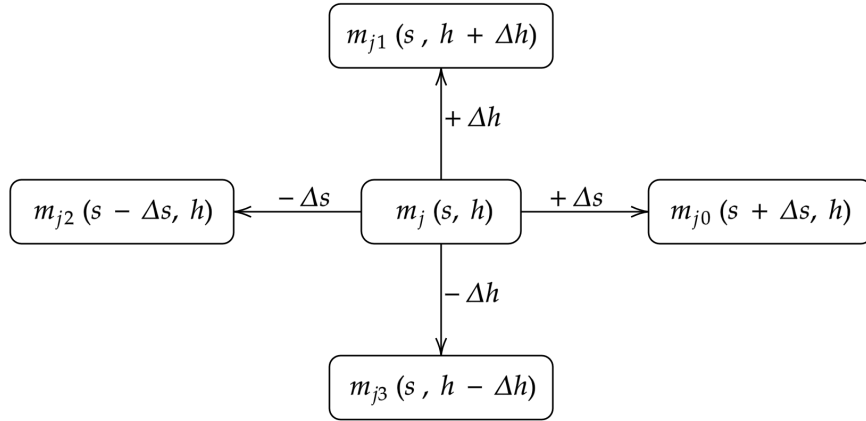 m_{j1} (s , h + Δh)
+ Δh
m_{j2} (s − Δs, h)
− Δs
m_j (s, h)
+ Δs
m_{j0} (s + Δs, h)
− Δh
m_{j3} (s , h − Δh)